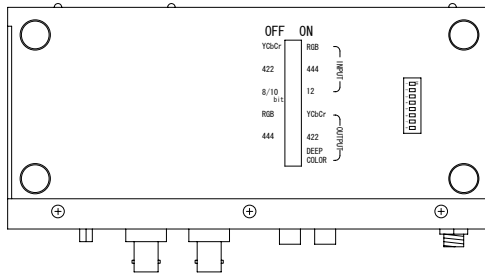 OFF ON
YCbCr RGB
422 444
8/10 bit 12
INPUT
RGB YCbCr
444 422
DEEP COLOR
OUTPUT